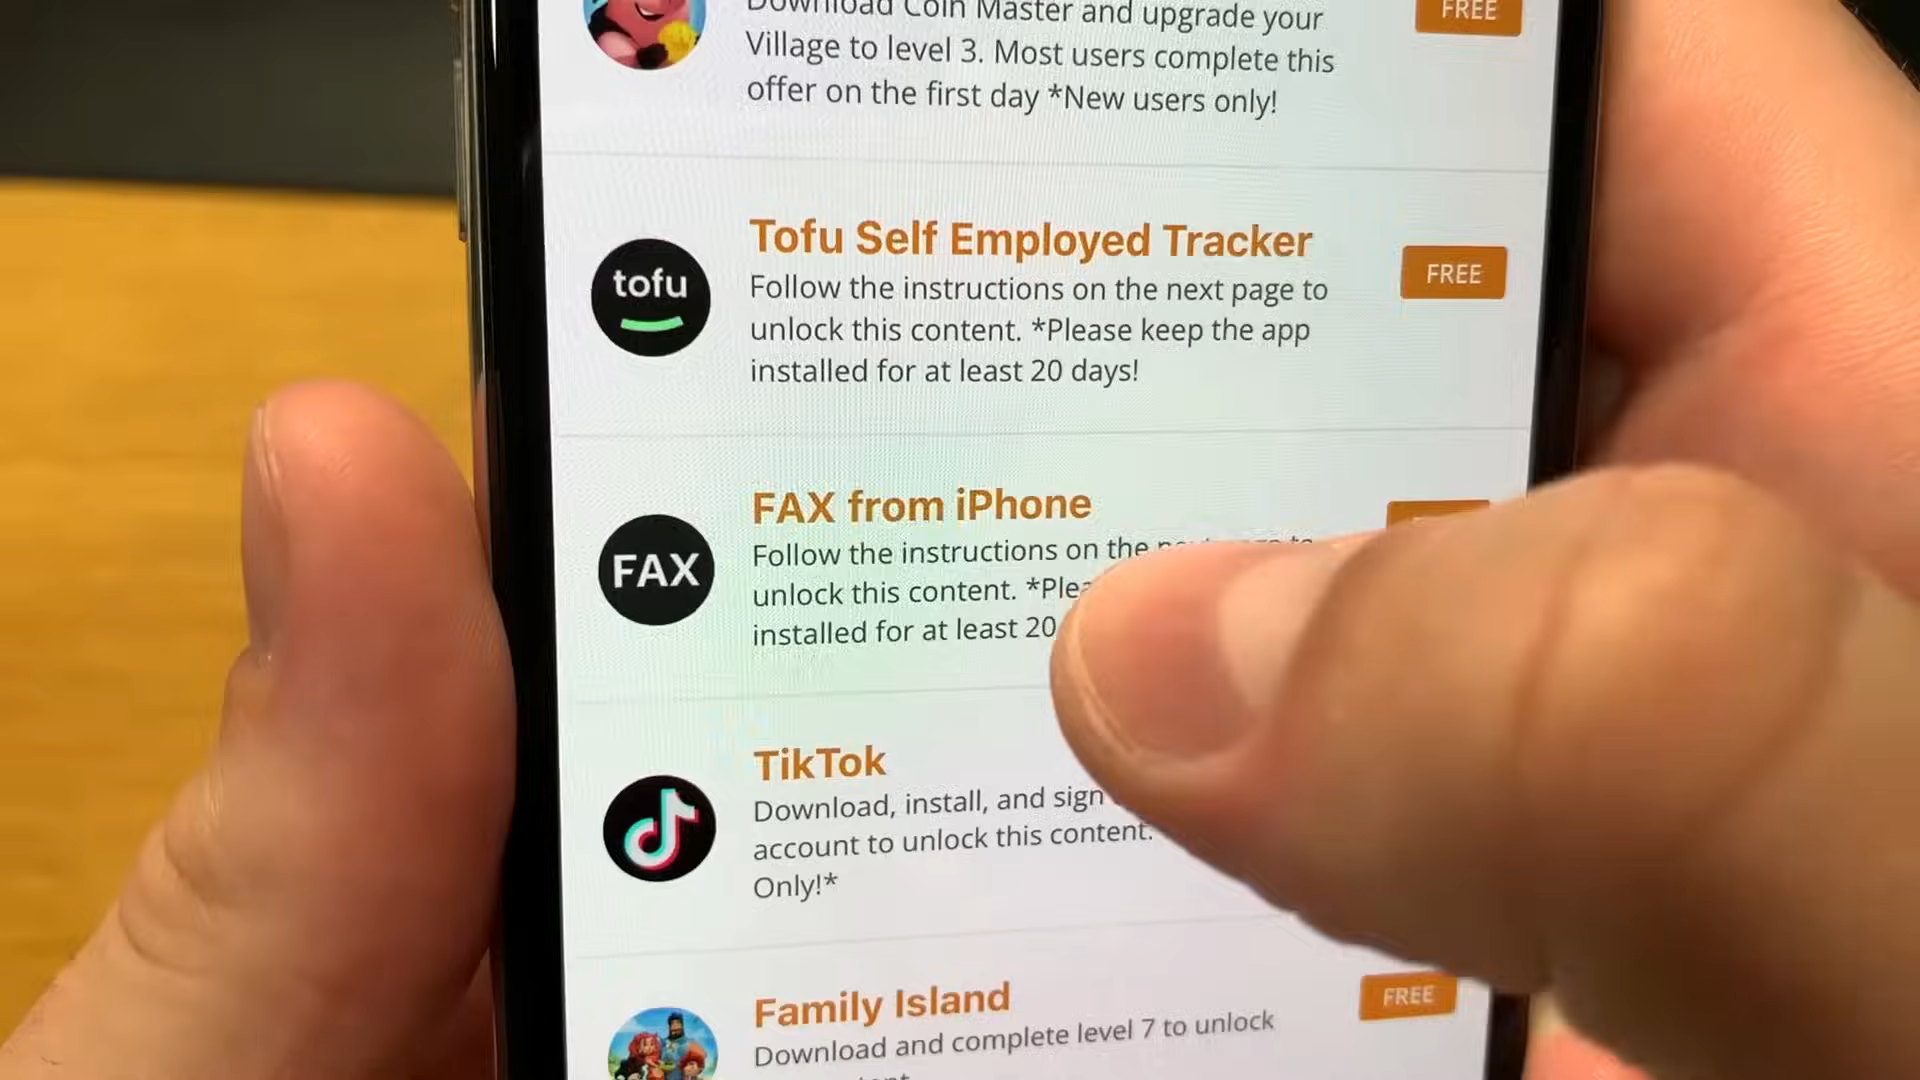 Download Coin Master and upgrade your
FREE
Village to level 3. Most users complete this
offer on the first day *New users only!
tofu
Tofu Self Employed Tracker
Follow the instructions on the next page to
unlock this content. *Please keep the app
installed for at least 20 days!
FREE
FAX
FAX from iPhone
Follow the instructions on the
unlock this content.
installed for at least 20
TikTok
Download, install, and sign
account to unlock this content.
Only!*
Family Island
Download and complete level 7 to unlock
FREE